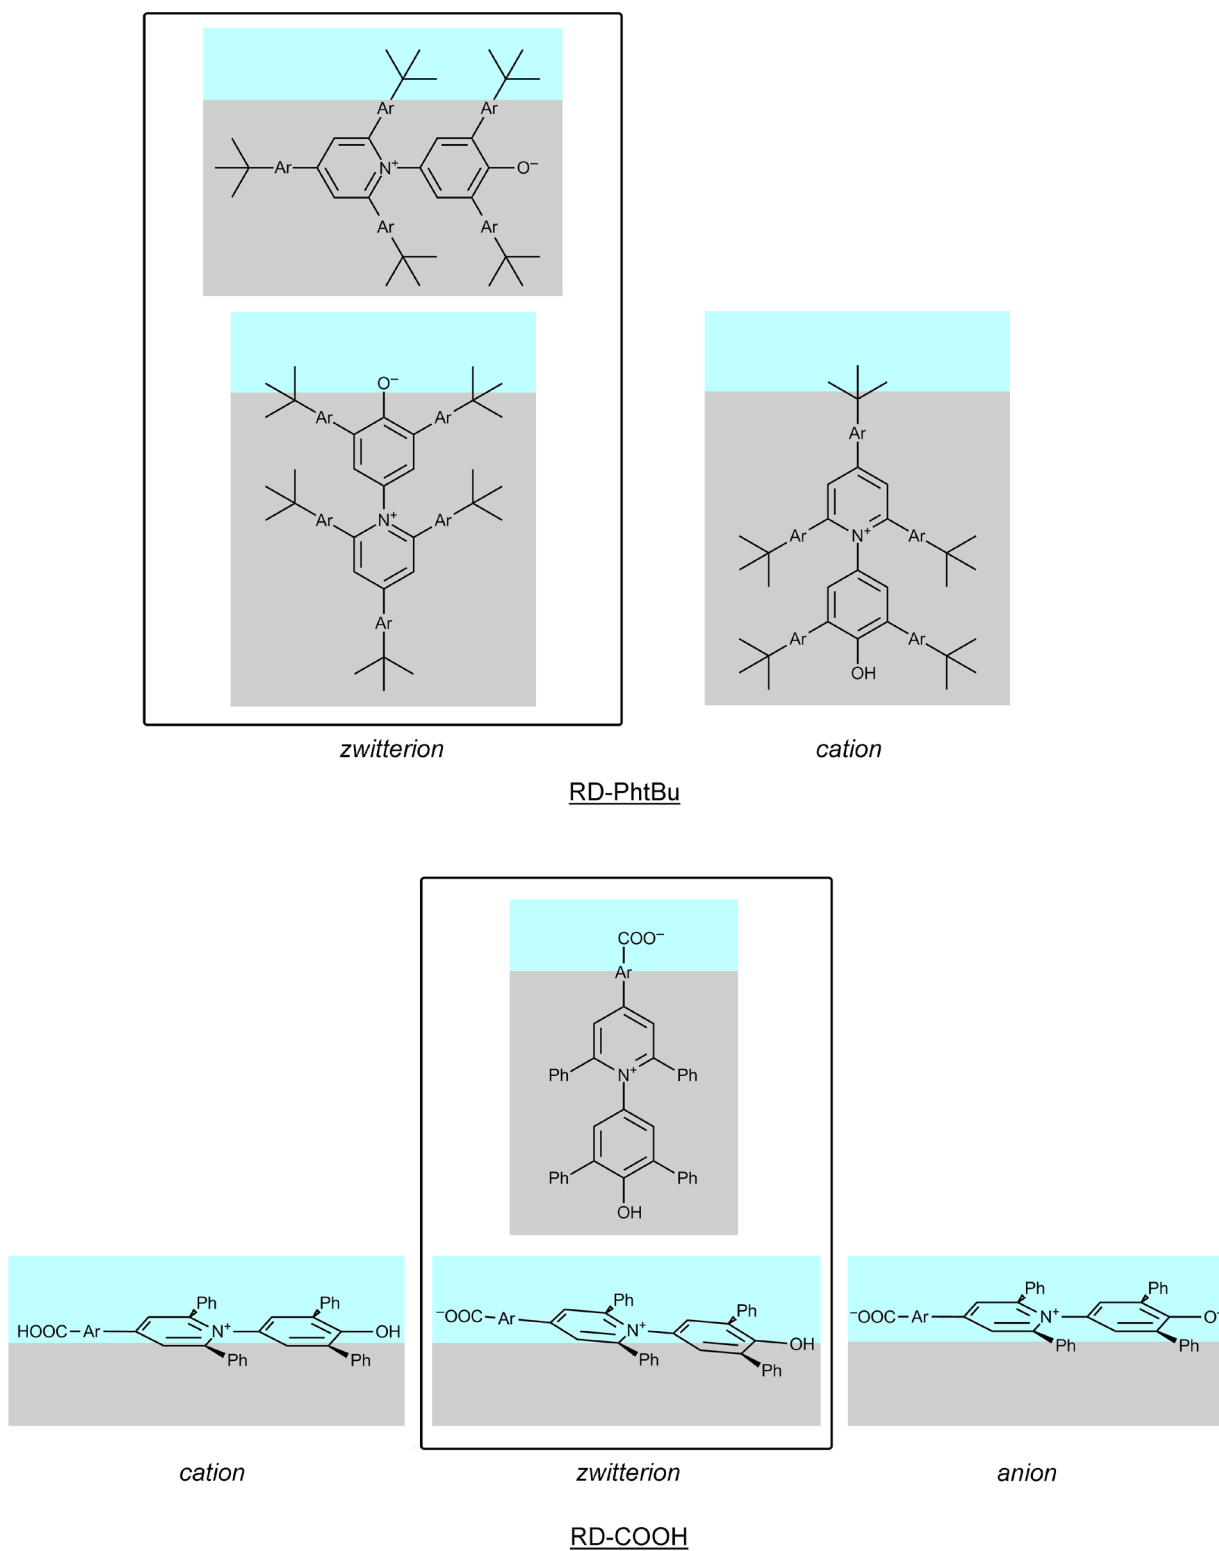 Ar Ar
Ar N+ O–
Ar Ar
O–
Ar Ar
Ar N+ Ar
Ar
Ar
Ar N+ Ar
Ar Ar
OH
zwitterion cation
RD-PhtBu
COO–
Ar
Ph N+ Ph
Ph Ph
OH
Ph Ph
HOOC Ar N+ OH
Ph Ph
Ph Ph
–OOC Ar N+ OH
Ph Ph
Ph Ph
–OOC Ar N+ O–
Ph Ph
cation zwitterion anion
RD-COOH